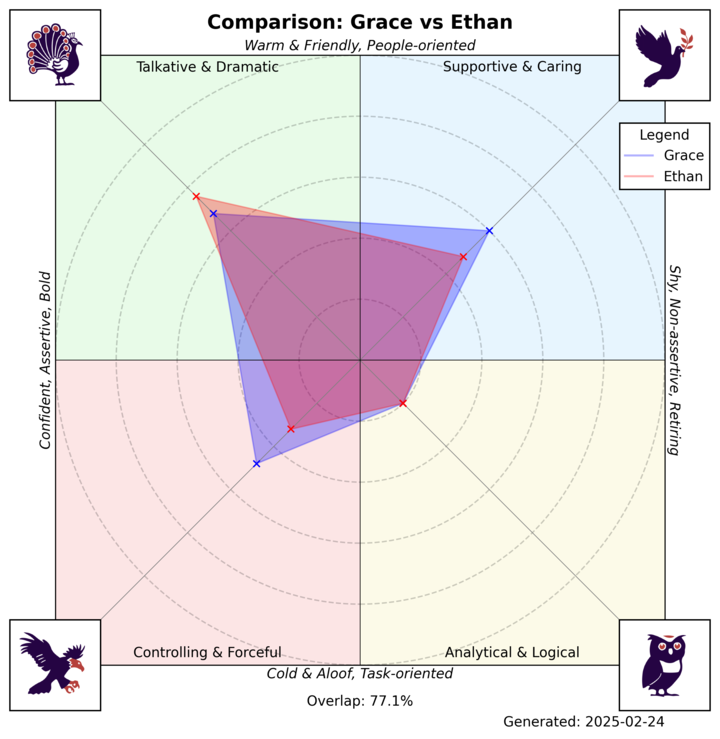 Comparison: Grace vs Ethan
Warm & Friendly, People-oriented
Talkative & Dramatic
Supportive & Caring
Legend
Grace
Ethan
Confident, Assertive, Bold
Shy, Non-assertive, Retiring
Controlling & Forceful
Analytical & Logical
Cold & Aloof, Task-oriented
Overlap: 77.1%
Generated: 2025-02-24